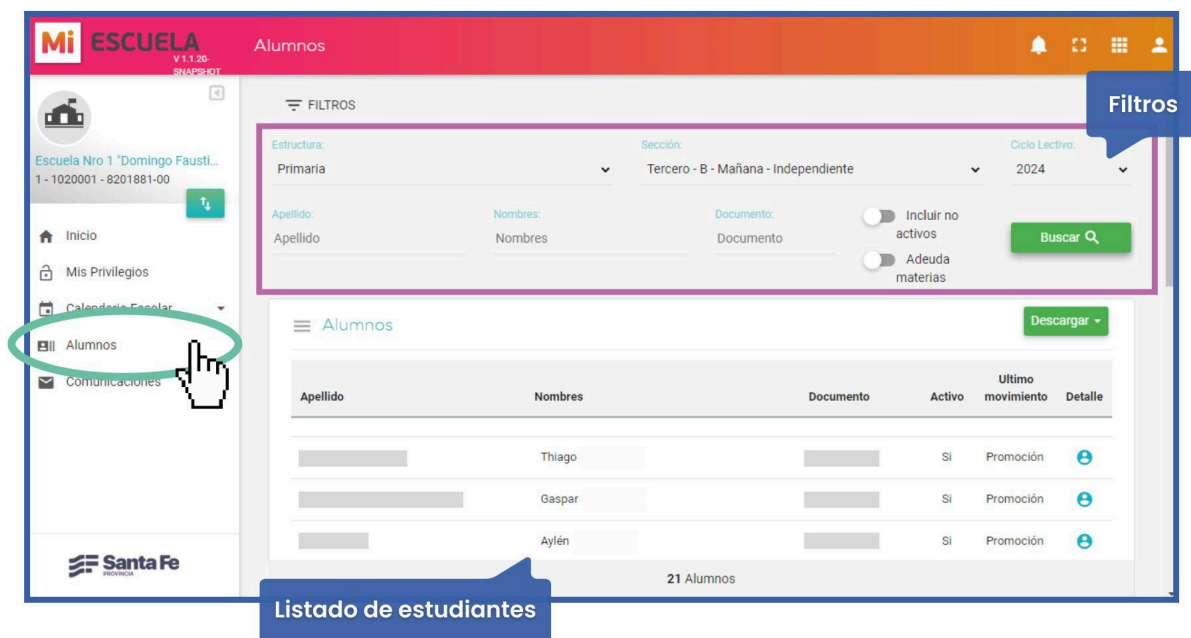 Mi ESCUELA
V 1.1.20-
SNAPSHOT
Alumnos
Escuela Nro 1 "Domingo Fausti...
1 - 1020001 - 8201881-00
Inicio
Mis Privilegios
Calendario Escolar
Alumnos
Comunicaciones
Santa Fe
PROVINCIA
FILTROS
Filtros
Estructura: Sección: Ciclo Lectivo:
Primaria Tercero - B - Mañana - Independiente 2024
Apellido: Nombres: Documento:
Apellido Nombres Documento
Incluir no
activos
Adeuda
materias
Buscar
Alumnos
Descargar
Apellido Nombres Documento Activo Ultimo movimiento Detalle
Thiago Si Promoción
Gaspar Si Promoción
Aylén Si Promoción
21 Alumnos
Listado de estudiantes